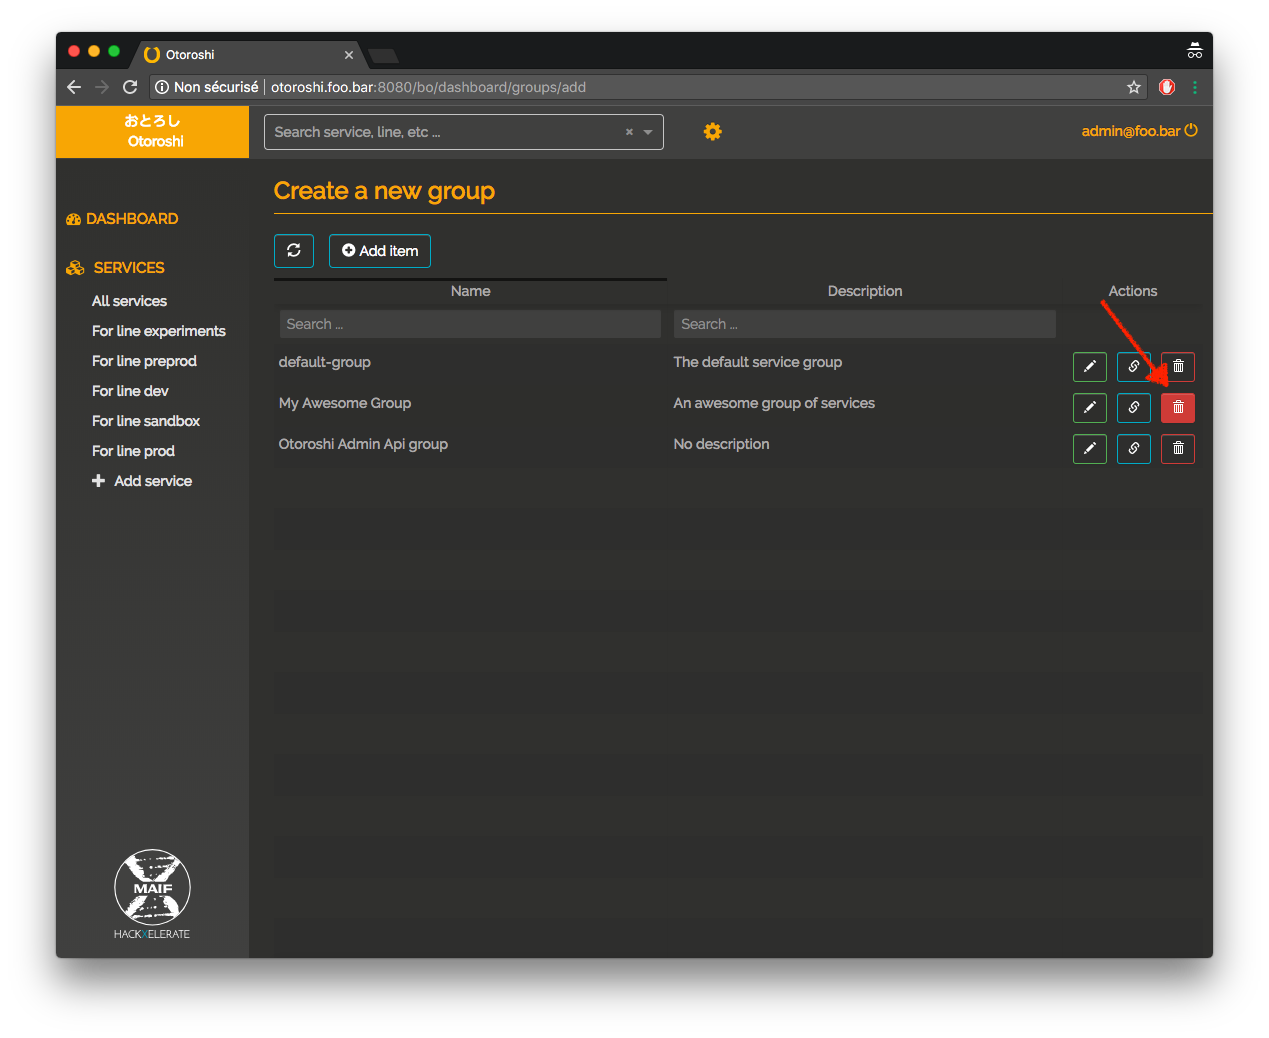 Otoroshi
Non sécurisé | otoroshi.foo.bar:8080/bo/dashboard/groups/add
おとろし
Otoroshi
Search service, line, etc ...
admin@foo.bar
DASHBOARD
SERVICES
All services
For line experiments
For line preprod
For line dev
For line sandbox
For line prod
Add service
MAIF
HACKXELERATE
Create a new group
Add item
Name Description Actions
Search ... Search ...
default-group The default service group
My Awesome Group An awesome group of services
Otoroshi Admin Api group No description